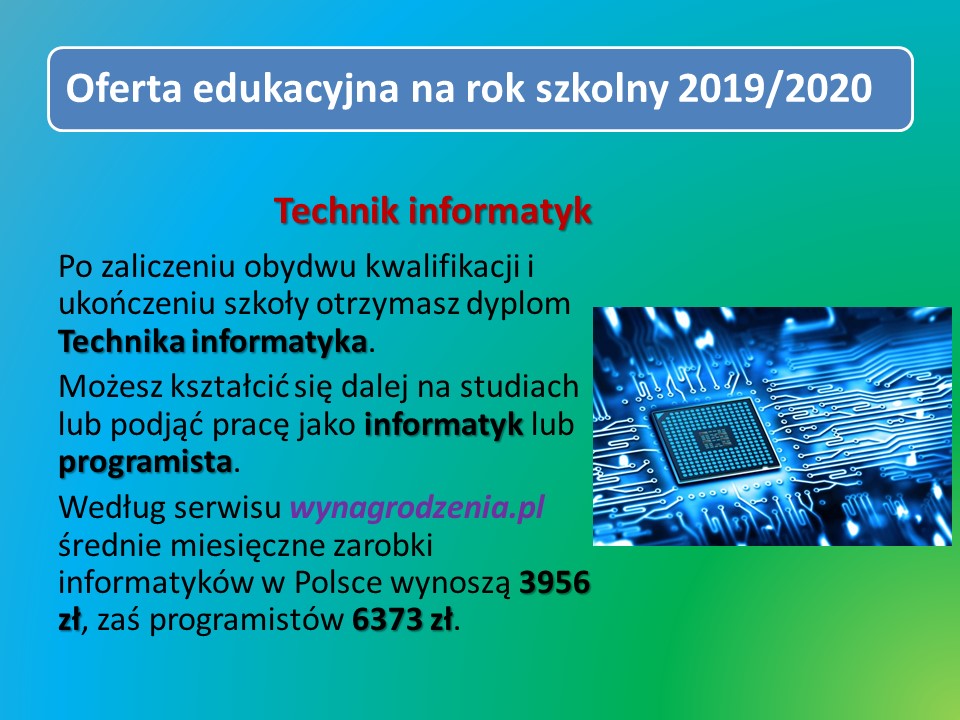 Oferta edukacyjna na rok szkolny 2019/2020
Technik informatyk
Po zaliczeniu obydwu kwalifikacji i
ukończeniu szkoły otrzymasz dyplom
Technika informatyka.
Możesz kształcić się dalej na studiach
lub podjąć pracę jako informatyk lub
programista.
Według serwisu wynagrodzenia.pl
średnie miesięczne zarobki
informatyków w Polsce wynoszą 3956
zł, zaś programistów 6373 zł.